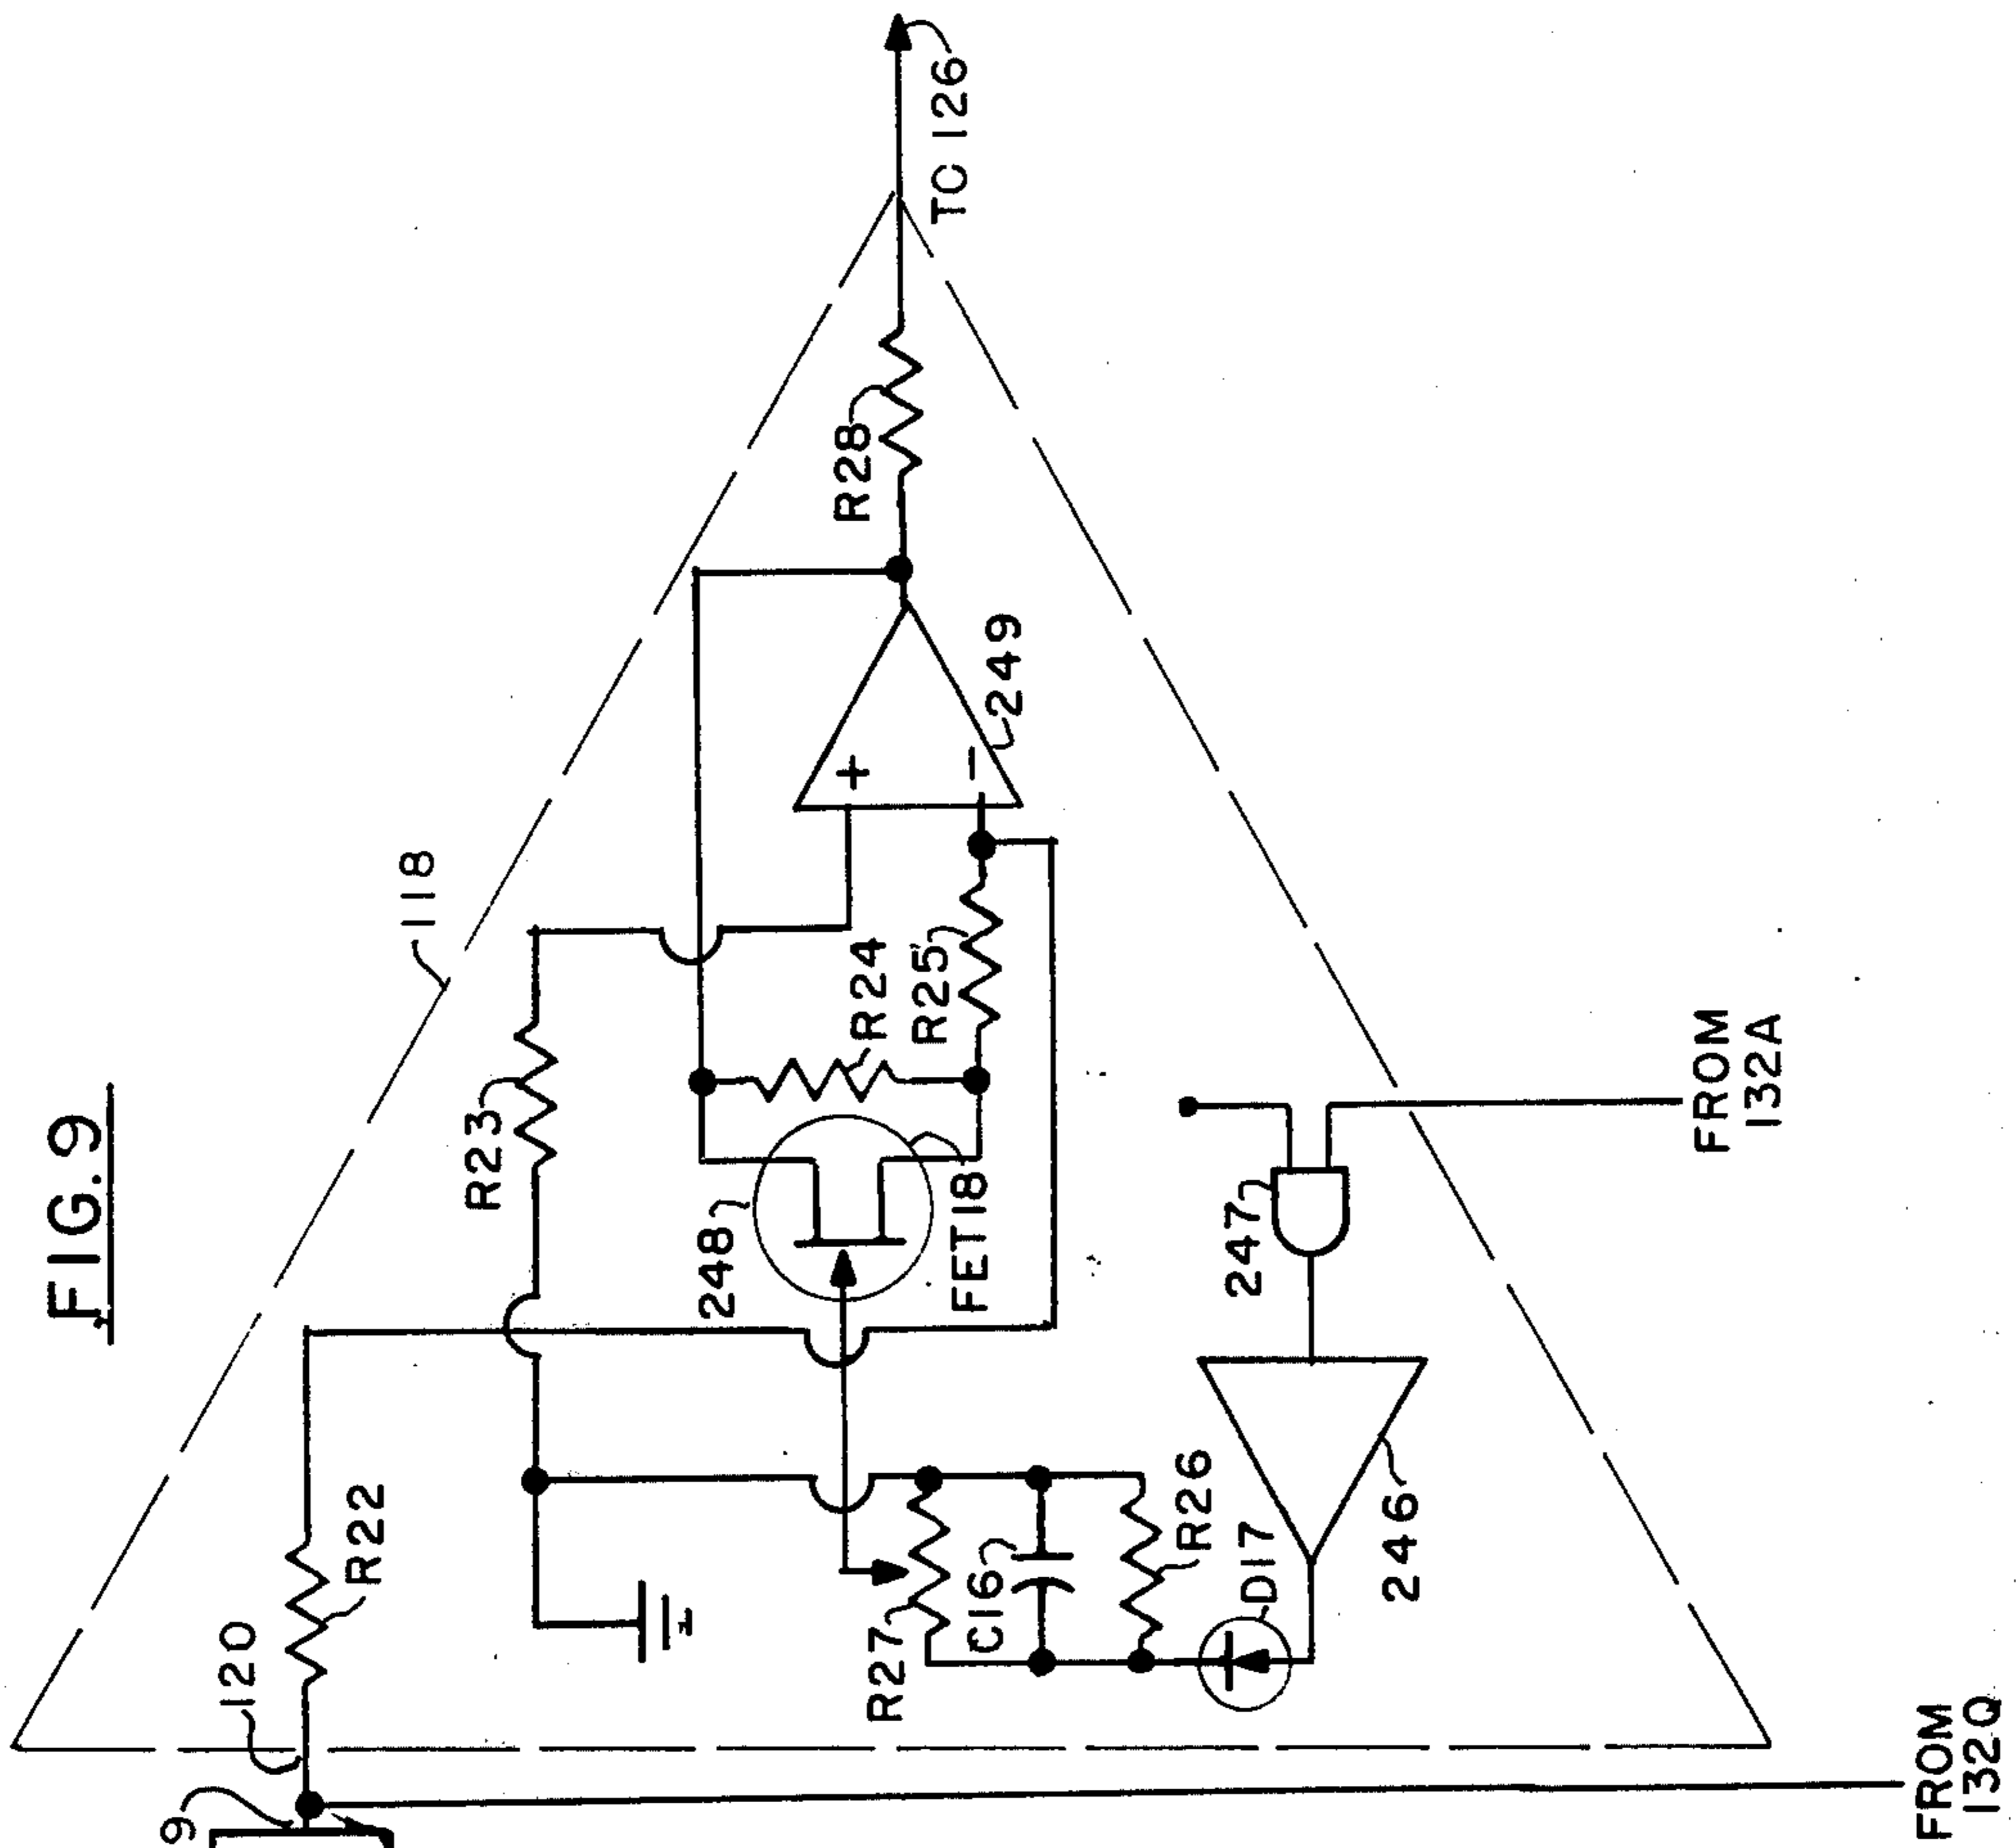 FIG. 9
118
TO 126
R28
R23
249
R24
R25
248
FET18
120
R22
R27
C16
R26
D17
246
247
FROM
132A
9
FROM
132Q